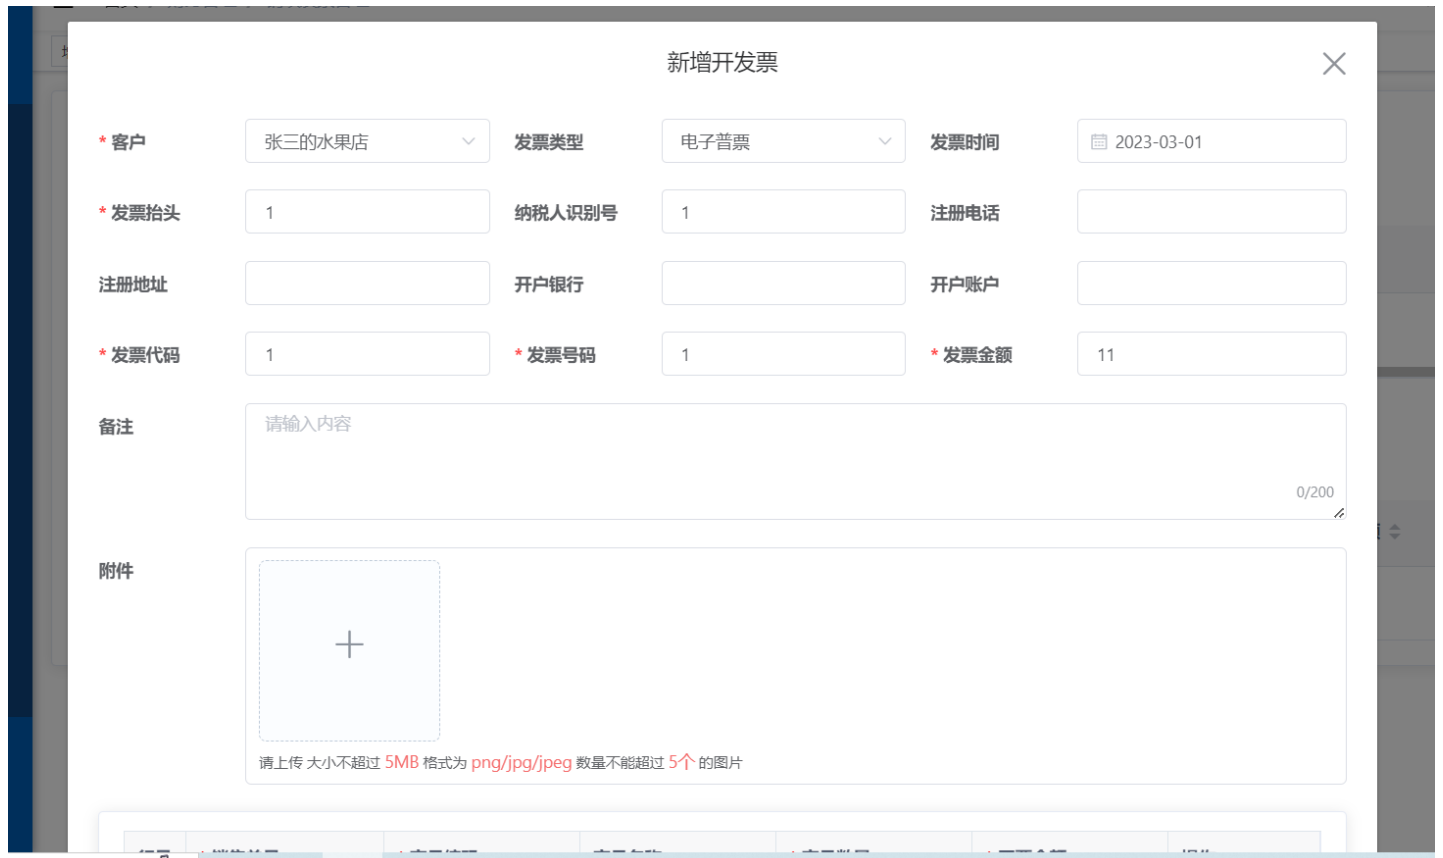 新增开发票
* 客户 张三的水果店 发票类型 电子普票 发票时间 2023-03-01
* 发票抬头 1 纳税人识别号 1 注册电话
注册地址 开户银行 开户账户
* 发票代码 1 * 发票号码 1 * 发票金额 11
备注 请输入内容
0/200
附件
请上传 大小不超过 5MB 格式为 png/jpg/jpeg 数量不能超过 5个 的图片